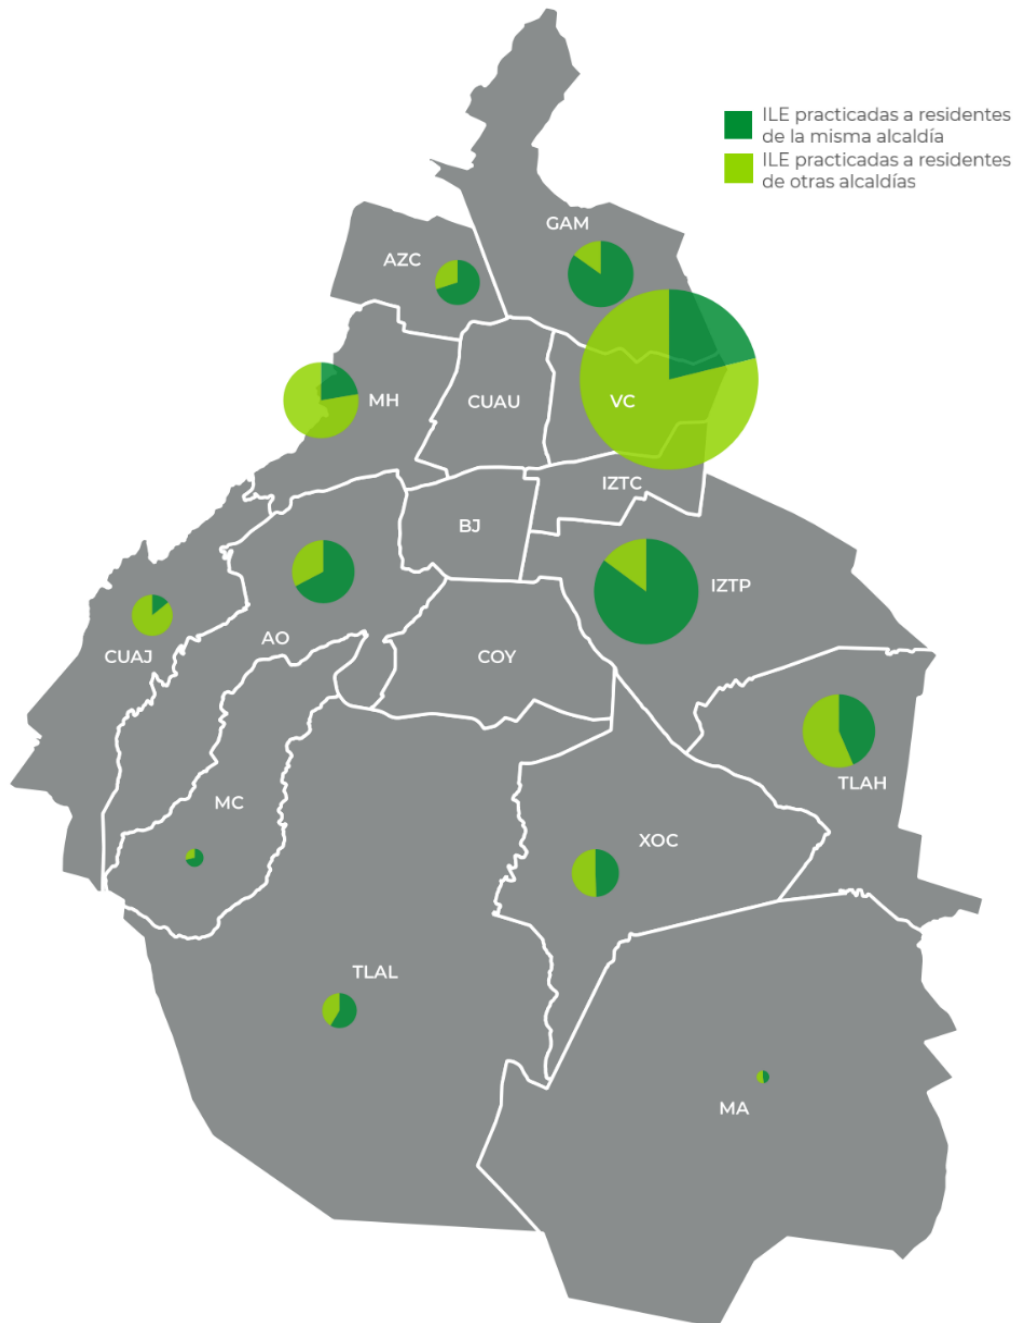 ILE practicadas a residentes
de la misma alcaldía
ILE practicadas a residentes
de otras alcaldías
GAM
AZC
MH
CUAU
VC
IZTC
BJ
IZTP
AO
CUAJ
COY
TLAH
MC
XOC
TLAL
MA